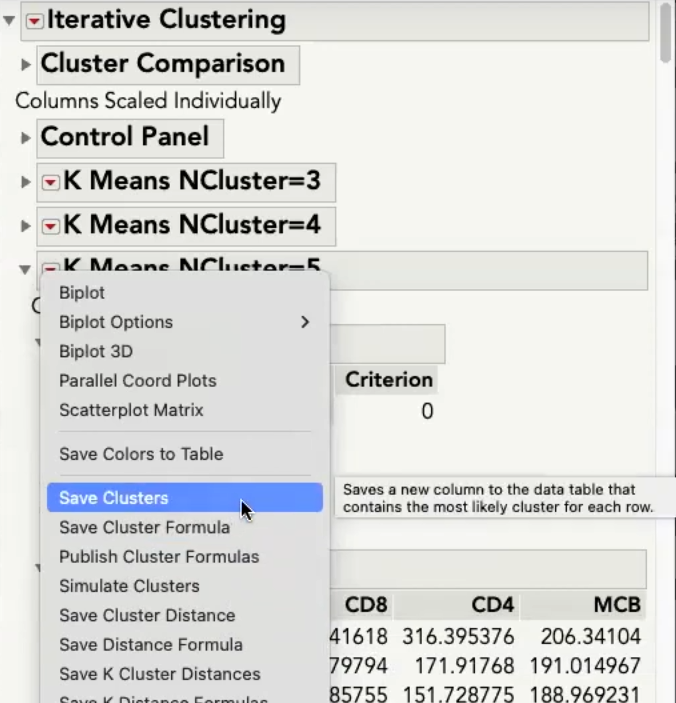 Iterative Clustering
Cluster Comparison
Columns Scaled Individually
Control Panel
K Means NCluster=3
K Means NCluster=4
K Means NCluster=5
Biplot
Biplot Options
Biplot 3D
Parallel Coord Plots
Scatterplot Matrix
Save Colors to Table
Save Clusters
Save Cluster Formula
Publish Cluster Formulas
Simulate Clusters
Save Cluster Distance
Save Distance Formula
Save K Cluster Distances
Save K Distance Formulas
Criterion
0
Saves a new column to the data table that
contains the most likely cluster for each row.
CD8 CD4 MCB
41618 316.395376 206.34104
79794 171.91768 191.014967
85755 151.728775 188.969231